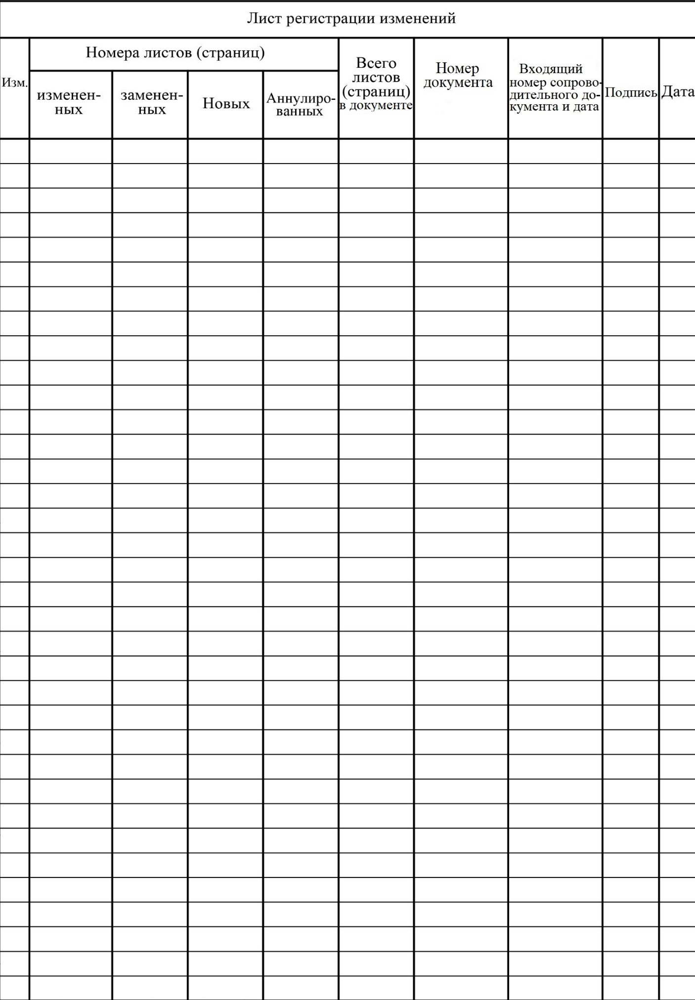 Лист регистрации изменений
Изм.
Номера листов (страниц)
изменен-
ных
заменен-
ных
Новых
Аннулиро-
ванных
Всего
листов
(страниц)
в документе
Номер
документа
Входящий
номер сопрово-
дительного до-
кумента и дата
Подпись
Дата